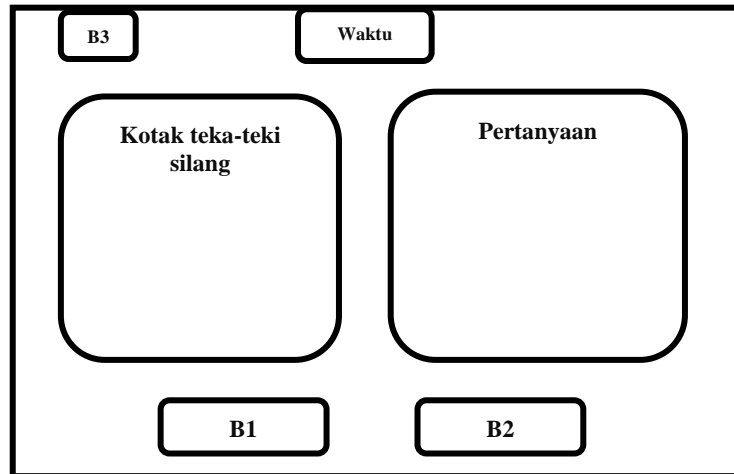 B3
Waktu
Kotak teka-teki
silang
Pertanyaan
B1
B2